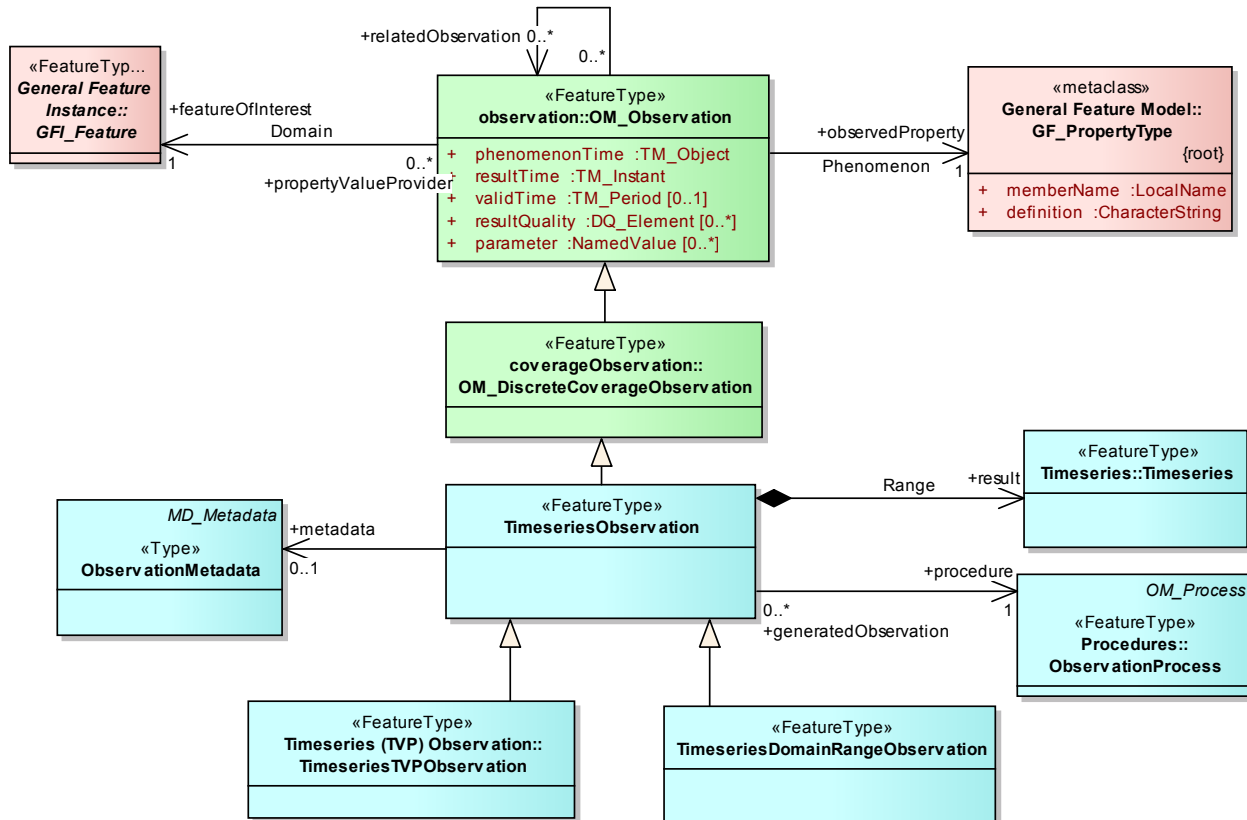 +relatedObservation 0..*
0..*
«FeatureTyp...
General Feature
Instance::
GFI_Feature
+featureOfInterest
Domain
1
0..*
+propertyValueProvider
«FeatureType»
observation::OM_Observation
+ phenomenonTime :TM_Object
+ resultTime :TM_Instant
+ validTime :TM_Period [0..1]
+ resultQuality :DQ_Element [0..*]
+ parameter :NamedValue [0..*]
+observedProperty
Phenomenon
1
«metaclass»
General Feature Model::
GF_PropertyType
{root}
+ memberName :LocalName
+ definition :CharacterString
«FeatureType»
coverageObservation::
OM_DiscreteCoverageObservation
«FeatureType»
TimeseriesObservation
Range
+result
«FeatureType»
Timeseries::Timeseries
MD_Metadata
«Type»
ObservationMetadata
+metadata
0..1
+procedure
0..*
1
+generatedObservation
OM_Process
«FeatureType»
Procedures::
ObservationProcess
«FeatureType»
Timeseries (TVP) Observation::
TimeseriesTVPObservation
«FeatureType»
TimeseriesDomainRangeObservation